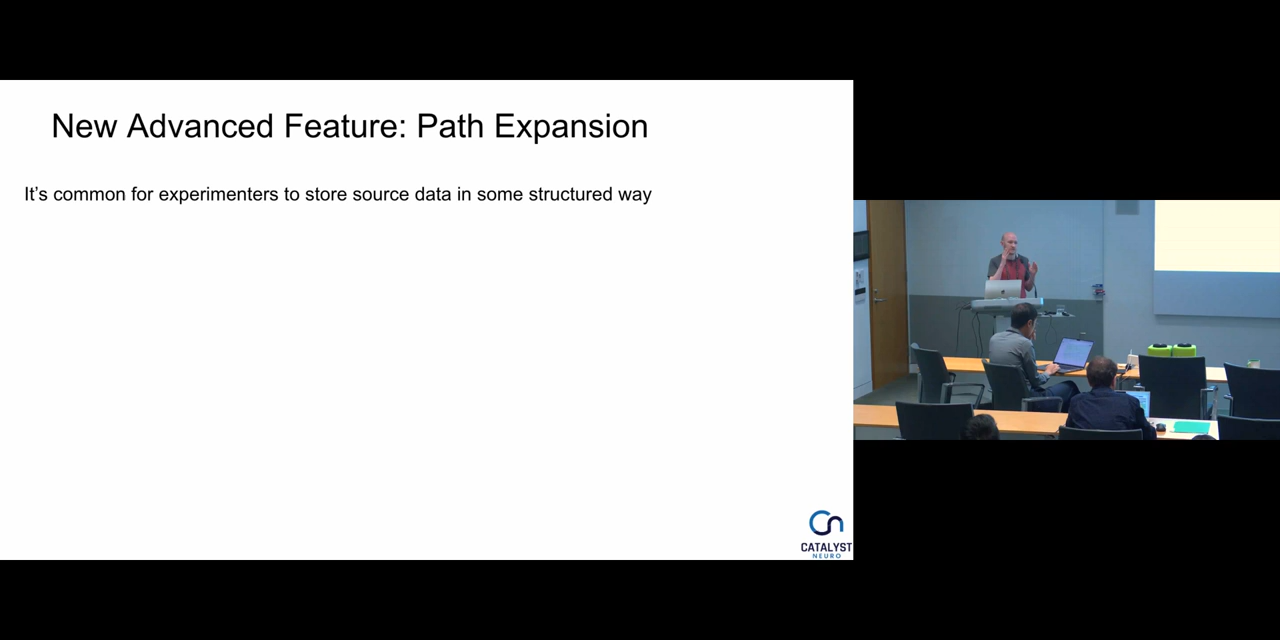 New Advanced Feature: Path Expansion
It's common for experimenters to store source data in some structured way
CATALYST
NEURO